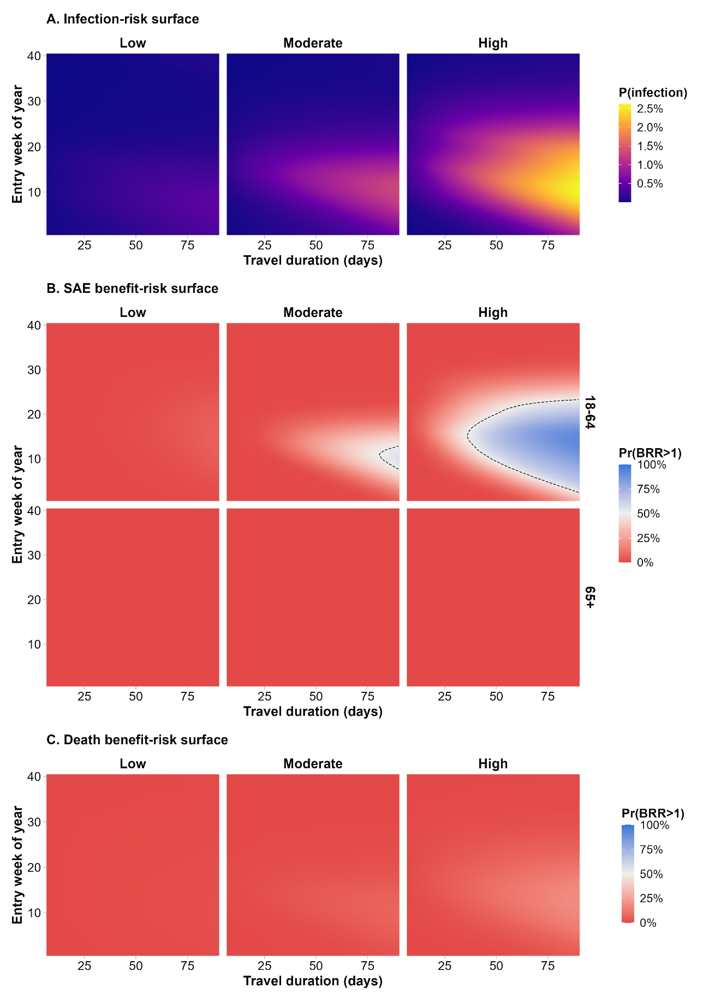 A. Infection-risk surface
Low Moderate High
Entry week of year
40
30
20
10
25 50 75 25 50 75 25 50 75
Travel duration (days)
P(infection)
2.5%
2.0%
1.5%
1.0%
0.5%
B. SAE benefit-risk surface
Low Moderate High
Entry week of year
40
30
20
10
18-64
Entry week of year
40
30
20
10
65+
25 50 75 25 50 75 25 50 75
Travel duration (days)
Pr(BRR>1)
100%
75%
50%
25%
0%
C. Death benefit-risk surface
Low Moderate High
Entry week of year
40
30
20
10
25 50 75 25 50 75 25 50 75
Travel duration (days)
Pr(BRR>1)
100%
75%
50%
25%
0%